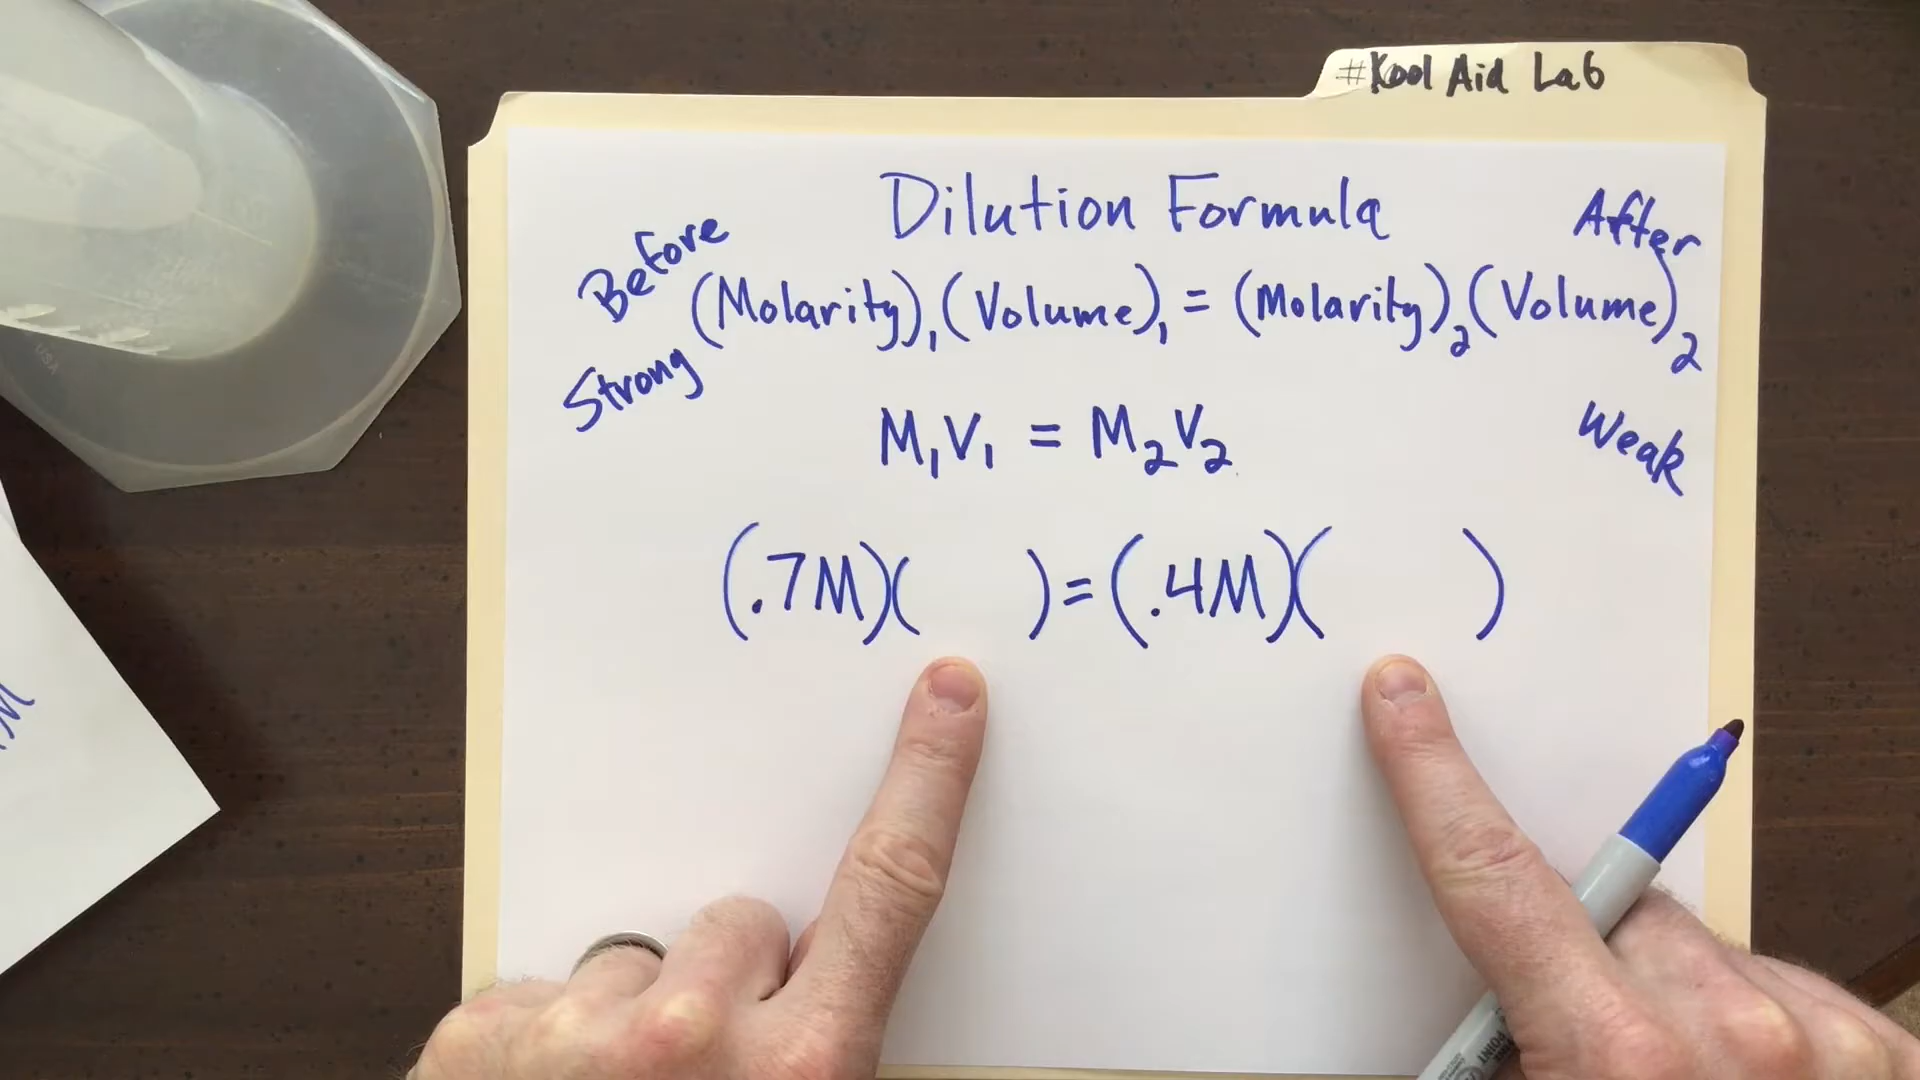 #Kool Aid Lab
Dilution Formula
Before
After
(Molarity)₁(Volume)₁ = (Molarity)₂(Volume)₂
Strong
M₁V₁ = M₂V₂
Weak
(.7M)( ) = (.4M)( )
USA